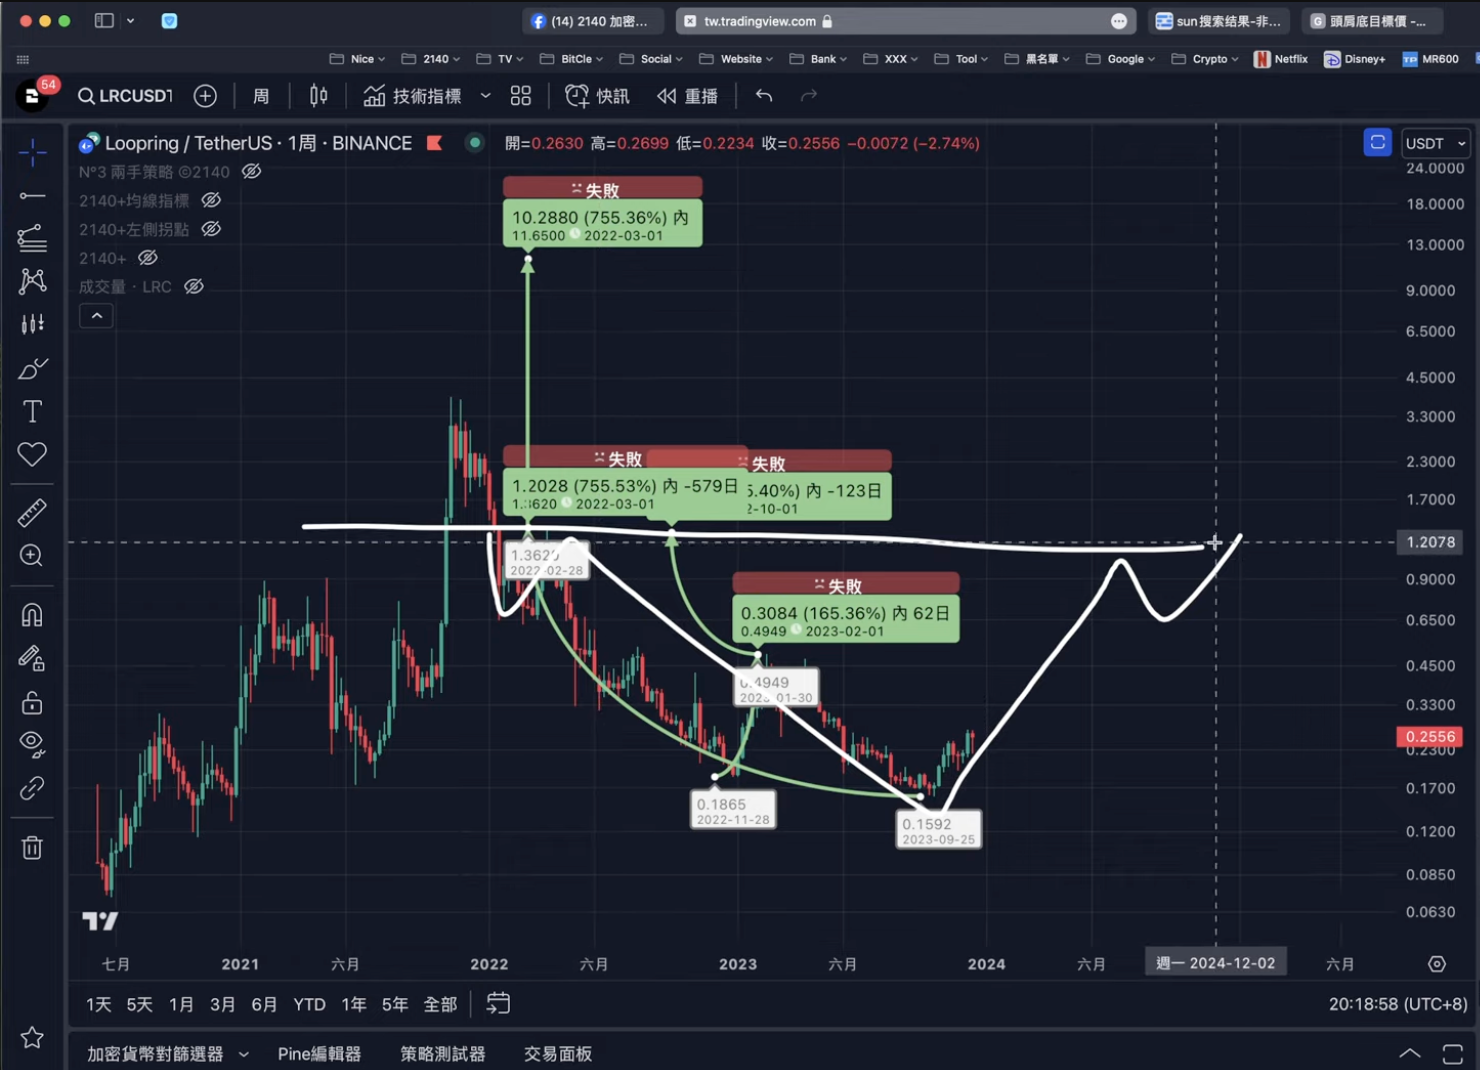 (14) 2140 加密...
tw.tradingview.com
sun搜索结果-非...
G 頭肩底目標價 -...
Nice
2140
TV
BitCle
Social
Website
Bank
XXX
Tool
黑名單
Google
Crypto
Netflix
Disney+
TP MR600
54
LRCUSDT
周
技術指標
快訊
重播
Loopring / TetherUS · 1周 · BINANCE
開=0.2630 高=0.2699 低=0.2234 收=0.2556 −0.0072 (−2.74%)
USDT
N°3 兩手策略 ©2140
2140+均線指標
2140+左側拐點
2140+
成交量 · LRC
失敗
10.2880 (755.36%) 內
11.6500 2022-03-01
失敗
1.2028 (755.53%) 內 -579日
1.3620 2022-03-01
失敗
5.40%) 內 -123日
2-10-01
1.3620
2022-02-28
失敗
0.3084 (165.36%) 內 62日
0.4949 2023-02-01
0.4949
2023-01-30
0.1865
2022-11-28
0.1592
2023-09-25
24.0000
18.0000
13.0000
9.0000
6.5000
4.5000
3.3000
2.3000
1.7000
1.2078
0.9000
0.6500
0.4500
0.3300
0.2556
0.2300
0.1700
0.1200
0.0850
0.0630
七月
2021
六月
2022
六月
2023
六月
2024
六月
週一 2024-12-02
六月
1天 5天 1月 3月 6月 YTD 1年 5年 全部
20:18:58 (UTC+8)
加密貨幣對篩選器
Pine編輯器
策略測試器
交易面板